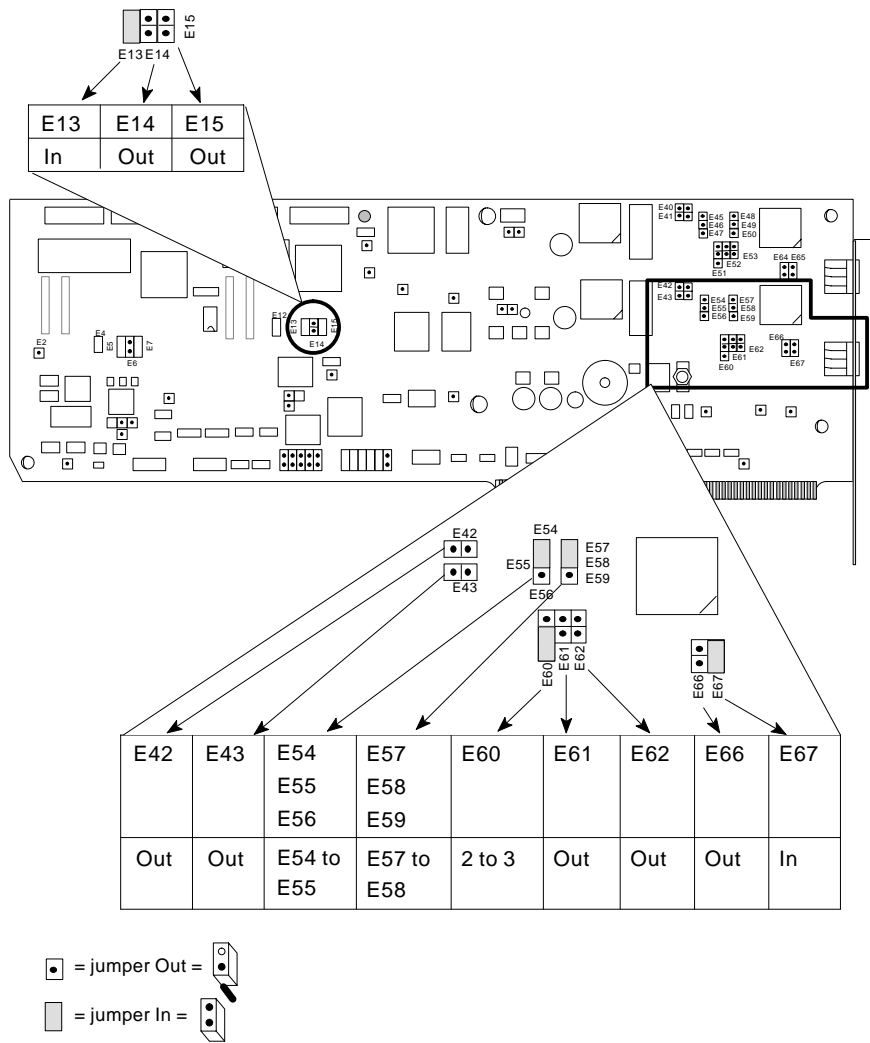 E15
E13 E14
E13 E14 E15
In Out Out
E40
E41
E45
E46
E47
E48
E49
E50
E53
E52
E51
E64 E65
E42
E43
E54
E55
E56
E57
E58
E59
E62
E61
E60
E66
E67
E12
E13
E15
E14
E2
E4
E5
E7
E6
E42
E43
E54
E55
E56
E57
E58
E59
E60
E61
E62
E66
E67
E42 E43 E54 E57 E60 E61 E62 E66 E67
E55 E58
E56 E59
Out Out E54 to E57 to 2 to 3 Out Out Out In
E55 E58
= jumper Out =
= jumper In =